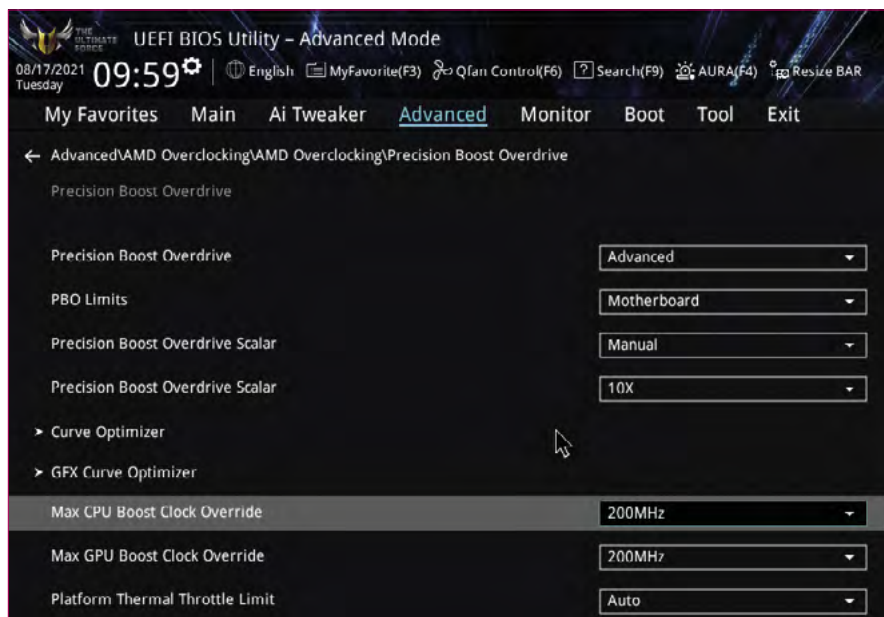 THE
ULTIMATE
FORCE
UEFI BIOS Utility – Advanced Mode
08/17/2021
Tuesday
09:59
English MyFavorite(F3) Qfan Control(F6) ? Search(F9) AURA(F4) Resize BAR
My Favorites Main Ai Tweaker Advanced Monitor Boot Tool Exit
← Advanced\AMD Overclocking\AMD Overclocking\Precision Boost Overdrive
Precision Boost Overdrive
Precision Boost Overdrive Advanced
PBO Limits Motherboard
Precision Boost Overdrive Scalar Manual
Precision Boost Overdrive Scalar 10X
> Curve Optimizer
> GFX Curve Optimizer
Max CPU Boost Clock Override 200MHz
Max GPU Boost Clock Override 200MHz
Platform Thermal Throttle Limit Auto